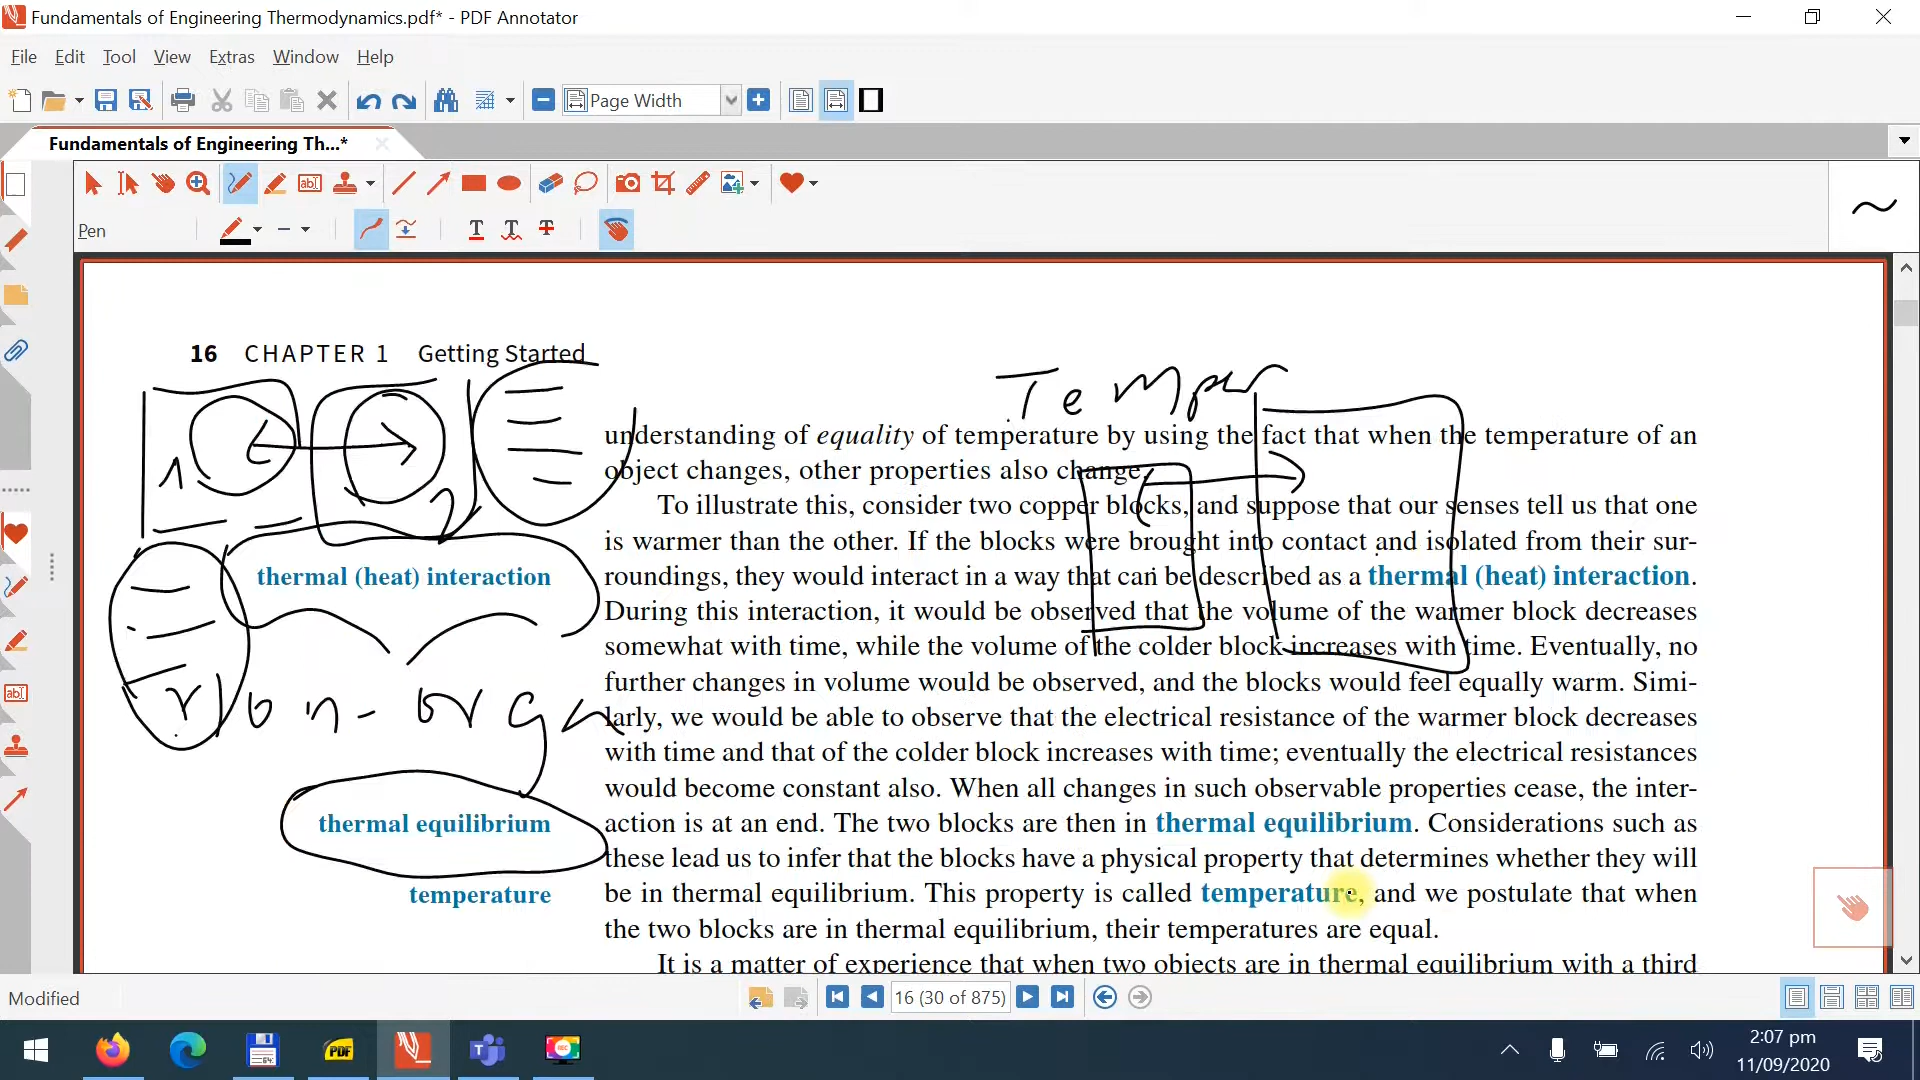 Fundamentals of Engineering Thermodynamics.pdf* - PDF Annotator
File Edit Tool View Extras Window Help
Page Width
Fundamentals of Engineering Th...*
Pen
16 CHAPTER 1 Getting Started
Temper
understanding of equality of temperature by using the fact that when the temperature of an
object changes, other properties also change.
To illustrate this, consider two copper blocks, and suppose that our senses tell us that one
is warmer than the other. If the blocks were brought into contact and isolated from their sur-
roundings, they would interact in a way that can be described as a thermal (heat) interaction.
During this interaction, it would be observed that the volume of the warmer block decreases
somewhat with time, while the volume of the colder block increases with time. Eventually, no
further changes in volume would be observed, and the blocks would feel equally warm. Simi-
larly, we would be able to observe that the electrical resistance of the warmer block decreases
with time and that of the colder block increases with time; eventually the electrical resistances
would become constant also. When all changes in such observable properties cease, the inter-
action is at an end. The two blocks are then in thermal equilibrium. Considerations such as
these lead us to infer that the blocks have a physical property that determines whether they will
be in thermal equilibrium. This property is called temperature, and we postulate that when
the two blocks are in thermal equilibrium, their temperatures are equal.
It is a matter of experience that when two objects are in thermal equilibrium with a third
1
2
thermal (heat) interaction
thermal equilibrium
temperature
Modified
16 (30 of 875)
PDF
2:07 pm
11/09/2020